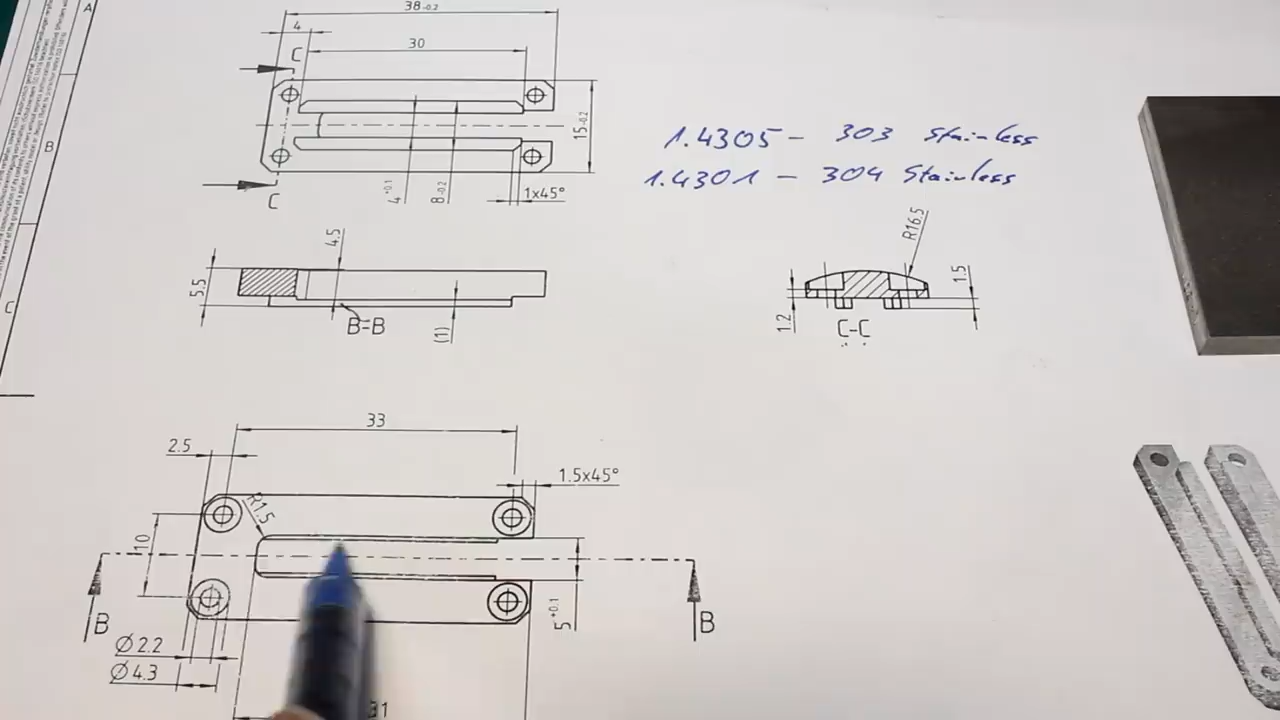 A
38-0.2
4
30
C
15-0.2
B
1.4305 - 303 Stainless
1.4301 - 304 Stainless
C
4 +0.1
8-0.2
1x45°
R16.5
4.5
5.5
1.5
C
B=B
(1)
1.2
C-C
33
2.5
1.5x45°
R1.5
10
5 +0.1
B
B
Ø2.2
Ø4.3
31